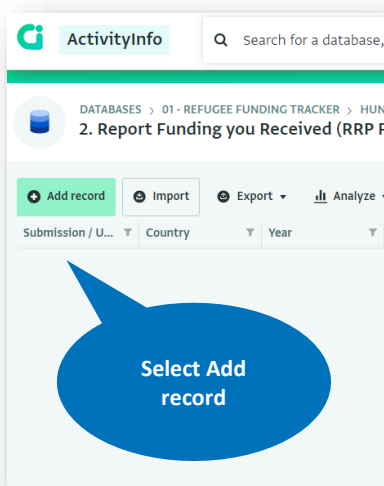 ActivityInfo
Search for a database,
DATABASES > 01 - REFUGEE FUNDING TRACKER > HUN
2. Report Funding you Received (RRP P
Add record Import Export Analyze
Submission / U... Country Year
Select Add
record